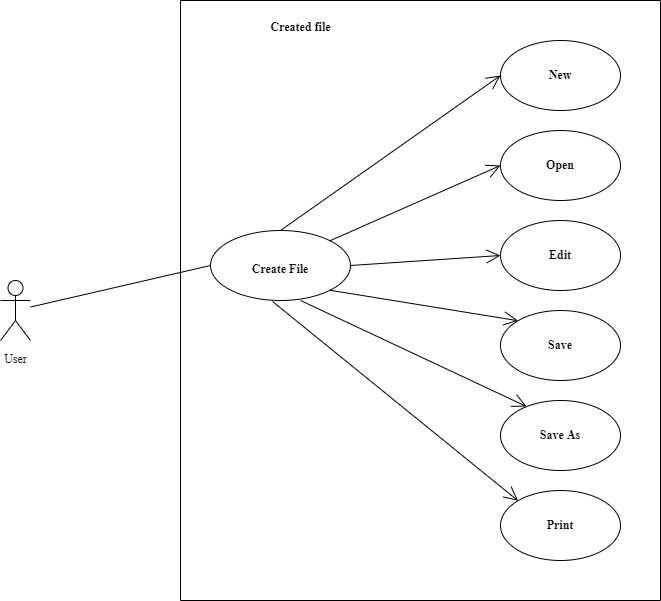 Created file
New
Open
Create File
Edit
Save
User
Save As
Print